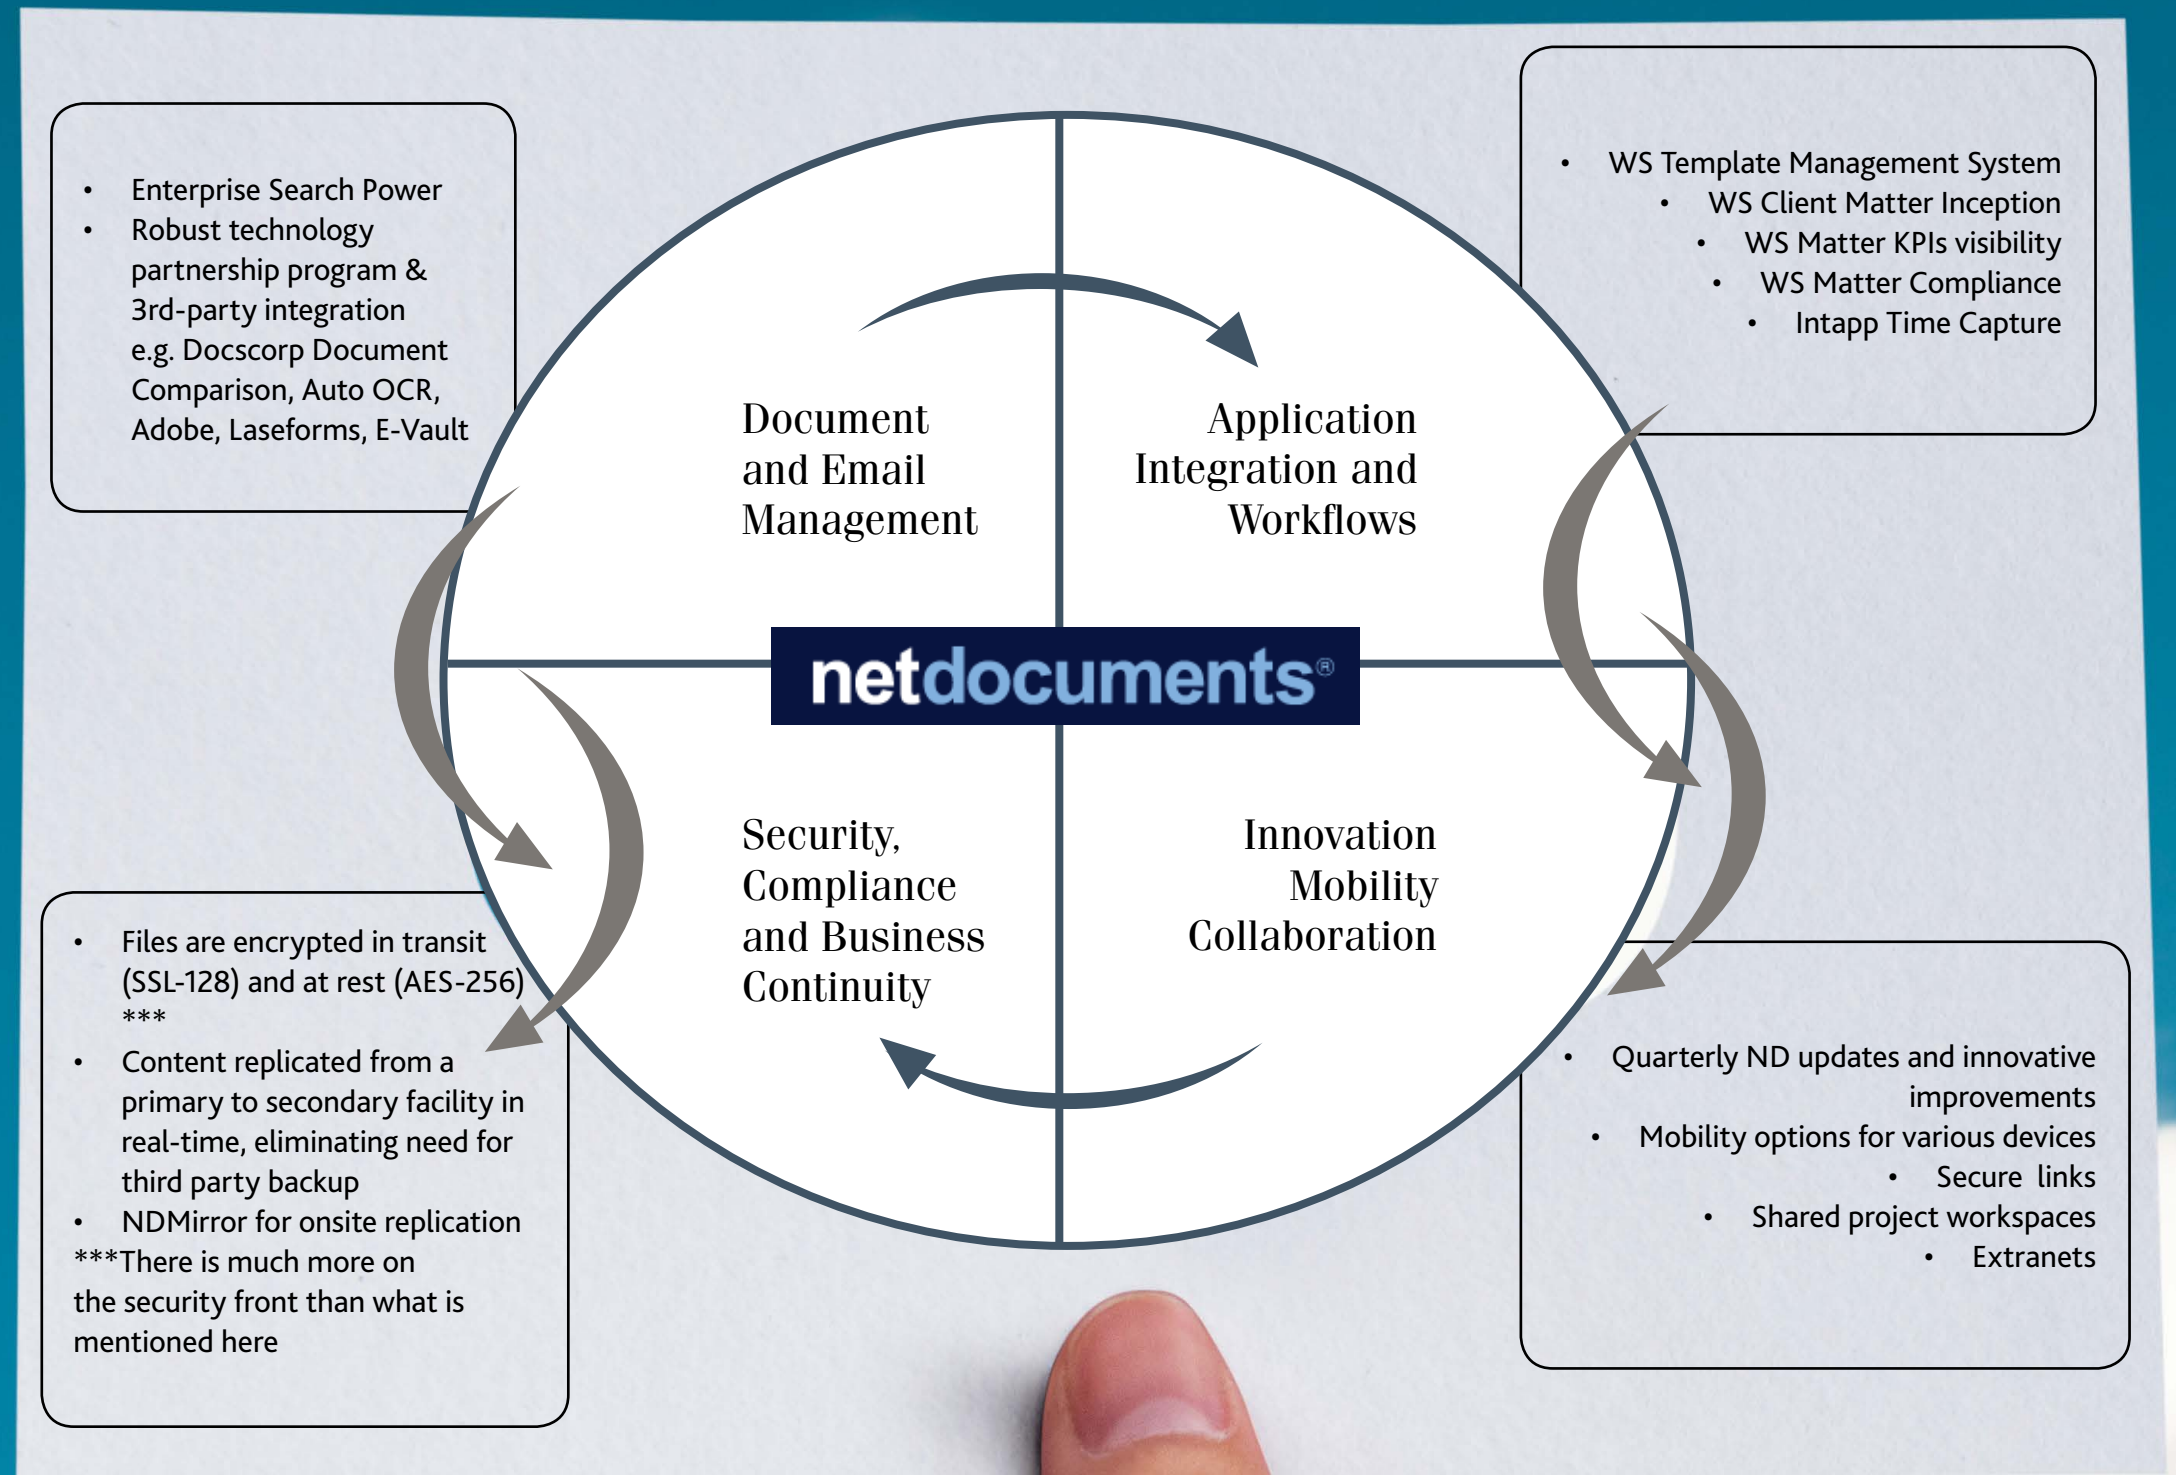 • Enterprise Search Power
• Robust technology
partnership program &
3rd-party integration
e.g. Docscorp Document
Comparison, Auto OCR,
Adobe, Laseforms, E-Vault
• WS Template Management System
• WS Client Matter Inception
• WS Matter KPIs visibility
• WS Matter Compliance
• Intapp Time Capture
Document
and Email
Management
Application
Integration and
Workflows
netdocuments®
Security,
Compliance
and Business
Continuity
Innovation
Mobility
Collaboration
• Files are encrypted in transit
(SSL-128) and at rest (AES-256)
***
• Content replicated from a
primary to secondary facility in
real-time, eliminating need for
third party backup
• NDMirror for onsite replication
***There is much more on
the security front than what is
mentioned here
• Quarterly ND updates and innovative
improvements
• Mobility options for various devices
• Secure links
• Shared project workspaces
• Extranets